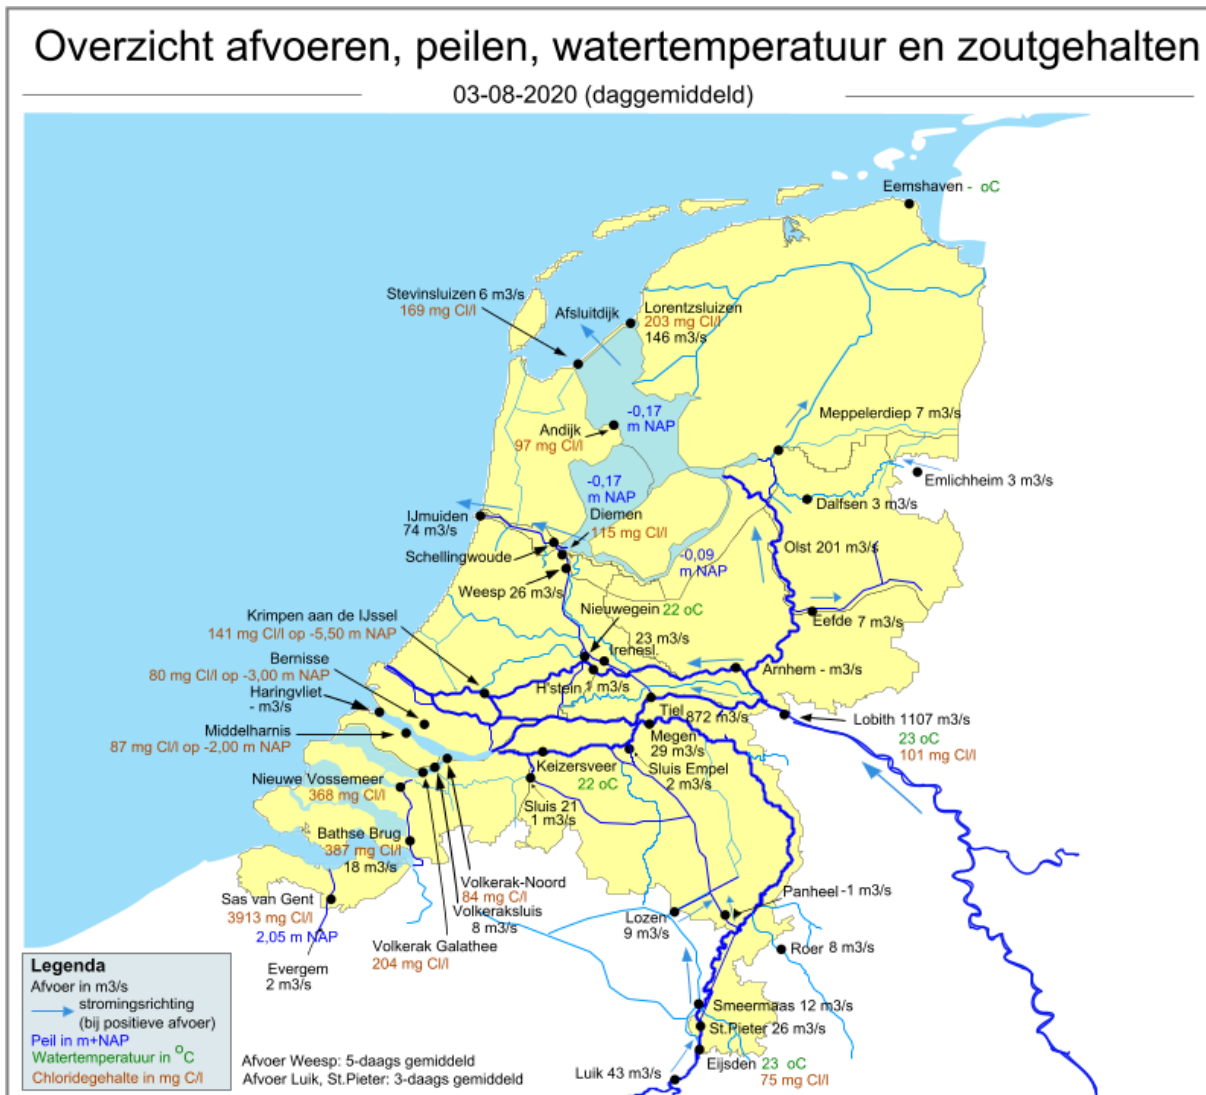 Overzicht afvoeren, peilen, watertemperatuur en zoutgehalten
03-08-2020 (daggemiddeld)
Eemshaven - oC
Stevinsluizen 6 m3/s
169 mg Cl/l
Afsluitdijk
Lorentzsluizen
203 mg Cl/l
146 m3/s
-0,17
m NAP
Andijk
97 mg Cl/l
Meppelerdiep 7 m3/s
Emlichheim 3 m3/s
Dalfsen 3 m3/s
-0,17
m NAP
Diemen
115 mg Cl/l
IJmuiden
74 m3/s
Schellingwoude
-0,09
m NAP
Olst 201 m3/s
Weesp 26 m3/s
Nieuwegein 22 oC
Eefde 7 m3/s
Krimpen aan de IJssel
141 mg Cl/l op -5,50 m NAP
23 m3/s
Irenesl.
Bernisse
80 mg Cl/l op -3,00 m NAP
Arnhem - m3/s
H'stein 1 m3/s
Haringvliet
- m3/s
Tiel 872 m3/s
Lobith 1107 m3/s
23 oC
101 mg Cl/l
Middelharnis
87 mg Cl/l op -2,00 m NAP
Megen
29 m3/s
Keizersveer
22 oC
Sluis Empel
2 m3/s
Nieuwe Vossemeer
368 mg Cl/l
Sluis 21
1 m3/s
Bathse Brug
387 mg Cl/l
18 m3/s
Volkerak-Noord
84 mg C/l
Volkeraksluis
8 m3/s
Panheel -1 m3/s
Sas van Gent
3913 mg Cl/l
2,05 m NAP
Lozen
9 m3/s
Volkerak Galathee
204 mg Cl/l
Roer 8 m3/s
Evergem
2 m3/s
Smeermaas 12 m3/s
St.Pieter 26 m3/s
Eijsden 23 oC
75 mg Cl/l
Luik 43 m3/s
Legenda
Afvoer in m3/s
stromingsrichting
(bij positieve afvoer)
Peil in m+NAP
Watertemperatuur in °C
Chloridegehalte in mg C/l
Afvoer Weesp: 5-daags gemiddeld
Afvoer Luik, St.Pieter: 3-daags gemiddeld